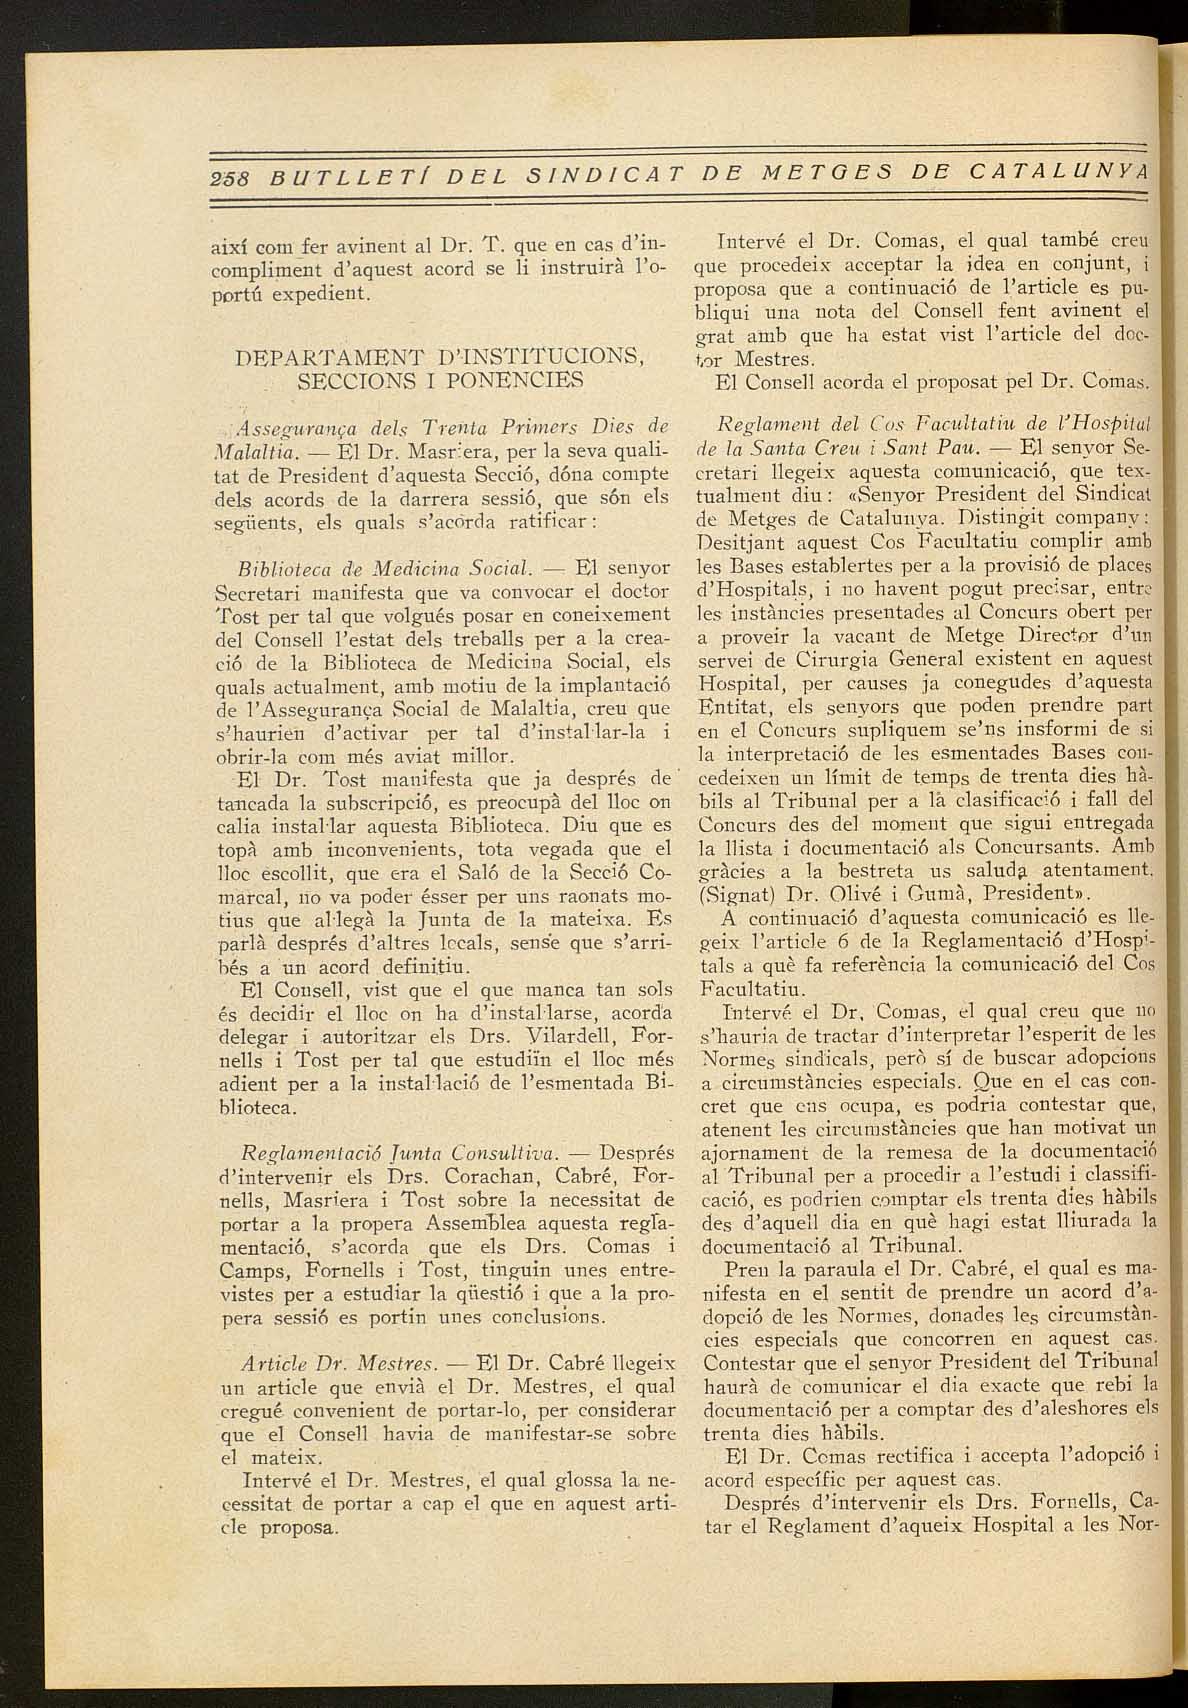 258 BUTLLETÍ DEL SINDICAT DE METGES DE CATALUNYA
així com fer avinent al Dr. T. que en cas d'in-
compliment d'aquest acord se li instruirà l'o-
portú expedient.
DEPARTAMENT D'INSTITUCIONS,
SECCIONS I PONENCIES
Assegurança dels Trenta Primers Dies de
Malaltia. — El Dr. Masriera, per la seva quali-
tat de President d'aquesta Secció, dóna compte
dels acords de la darrera sessió, que són els
següents, els quals s'acorda ratificar :
Biblioteca de Medicina Social. — El senyor
Secretari manifesta que va convocar el doctor
Tost per tal que volgués posar en coneixement
del Consell l'estat dels treballs per a la crea-
ció de la Biblioteca de Medicina Social, els
quals actualment, amb motiu de la implantació
de l'Assegurança Social de Malaltia, creu que
s'haurien d'activar per tal d'instal·lar-la i
obrir-la com més aviat millor.
El Dr. Tost manifesta que ja després de
tancada la subscripció, es preocupà del lloc on
calia instal·lar aquesta Biblioteca. Diu que es
topà amb inconvenients, tota vegada que el
lloc escollit, que era el Saló de la Secció Co-
marcal, no va poder ésser per uns raonats mo-
tius que al·legà la Junta de la mateixa. Es
parlà després d'altres locals, sense que s'arri-
bés a un acord definitiu.
El Consell, vist que el que manca tan sols
és decidir el lloc on ha d'instal·larse, acorda
delegar i autoritzar els Drs. Vilardell, For-
nells i Tost per tal que estudiïn el lloc més
adient per a la instal·lació de l'esmentada Bi-
blioteca.
Reglamentació Junta Consultiva. — Després
d'intervenir els Drs. Corachan, Cabré, For-
nells, Masriera i Tost sobre la necessitat de
portar a la propera Assemblea aquesta regla-
mentació, s'acorda que els Drs. Comas i
Camps, Fornells i Tost, tinguin unes entre-
vistes per a estudiar la qüestió i que a la pro-
pera sessió es portin unes conclusions.
Article Dr. Mestres. — El Dr. Cabré llegeix
un article que envià el Dr. Mestres, el qual
cregué convenient de portar-lo, per considerar
que el Consell havia de manifestar-se sobre
el mateix.
Intervé el Dr. Mestres, el qual glossa la ne-
cessitat de portar a cap el que en aquest arti-
cle proposa.
Intervé el Dr. Comas, el qual també creu
que procedeix acceptar la idea en conjunt, i
proposa que a continuació de l'article es pu-
bliqui una nota del Consell fent avinent el
grat amb que ha estat vist l'article del doc-
tor Mestres.
El Consell acorda el proposat pel Dr. Comas.
Reglament del Cos Facultatiu de l'Hospital
de la Santa Creu i Sant Pau. — El senyor Se-
cretari llegeix aquesta comunicació, que tex-
tualment diu : «Senyor President del Sindicat
de Metges de Catalunya. Distingit company :
Desitjant aquest Cos Facultatiu complir amb
les Bases establertes per a la provisió de places
d'Hospitals, i no havent pogut precisar, entre
les instàncies presentades al Concurs obert per
a proveir la vacant de Metge Director d'un
servei de Cirurgia General existent en aquest
Hospital, per causes ja conegudes d'aquesta
Entitat, els senyors que poden prendre part
en el Concurs supliquem se'ns insformi de si
la interpretació de les esmentades Bases con-
cedeixen un límit de temps de trenta dies hà-
bils al Tribunal per a la clasificació i fall del
Concurs des del moment que sigui entregada
la llista i documentació als Concursants. Amb
gràcies a la bestreta us saluda atentament.
(Signat) Dr. Olivé i Gumà, President».
A continuació d'aquesta comunicació es lle-
geix l'article 6 de la Reglamentació d'Hospi-
tals a què fa referència la comunicació del Cos
Facultatiu.
Intervé el Dr. Comas, el qual creu que no
s'hauria de tractar d'interpretar l'esperit de les
Normes sindicals, però sí de buscar adopcions
a circumstàncies especials. Que en el cas con-
cret que ens ocupa, es podria contestar que,
atenent les circumstàncies que han motivat un
ajornament de la remesa de la documentació
al Tribunal per a procedir a l'estudi i classifi-
cació, es podrien comptar els trenta dies hàbils
des d'aquell dia en què hagi estat lliurada la
documentació al Tribunal.
Pren la paraula el Dr. Cabré, el qual es ma-
nifesta en el sentit de prendre un acord d'a-
dopció de les Normes, donades les circumstàn-
cies especials que concorren en aquest cas.
Contestar que el senyor President del Tribunal
haurà de comunicar el dia exacte que rebi la
documentació per a comptar des d'aleshores els
trenta dies hàbils.
El Dr. Comas rectifica i accepta l'adopció i
acord específic per aquest cas.
Després d'intervenir els Drs. Fornells, Ca-
tar el Reglament d'aqueix Hospital a les Nor-